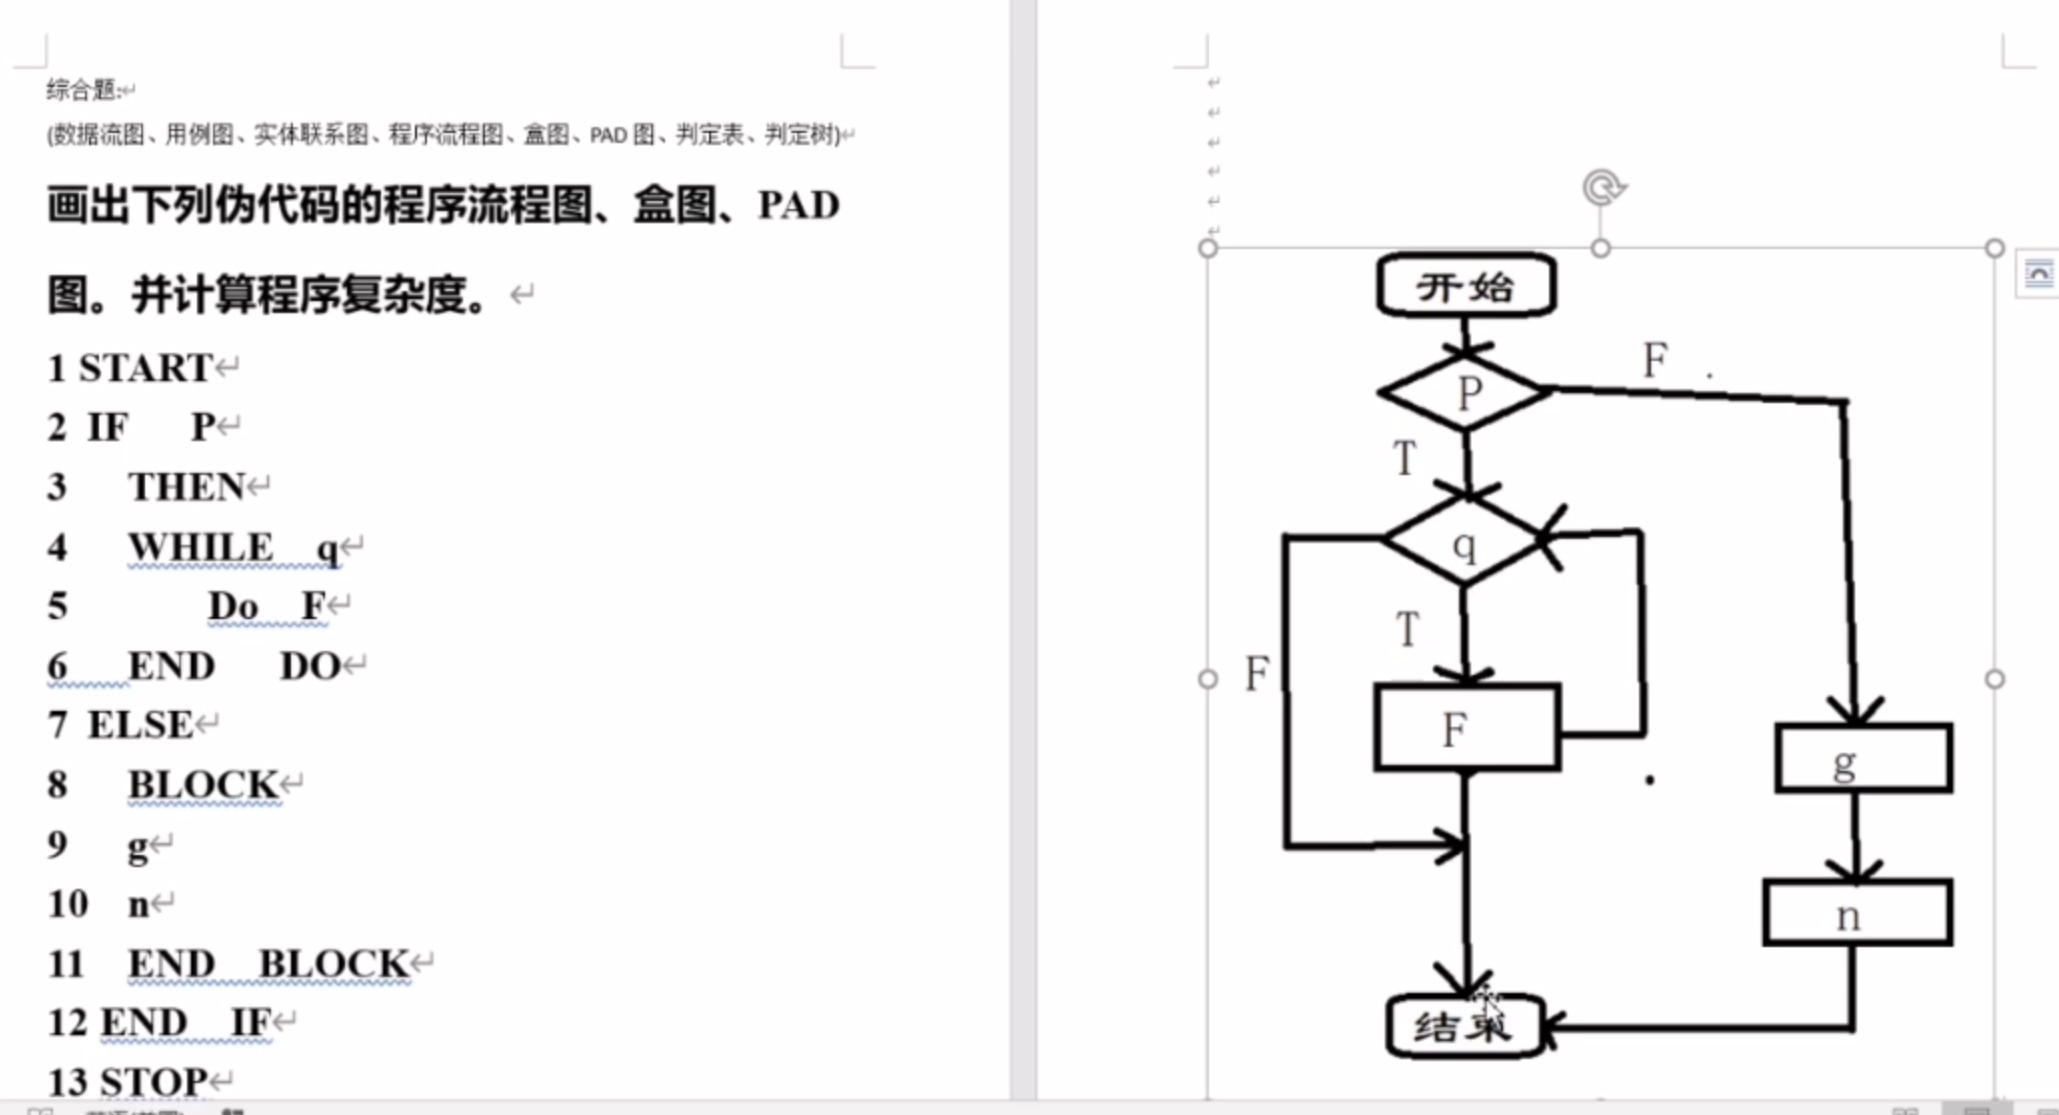 综合题:
(数据流图、用例图、实体联系图、程序流程图、盒图、PAD 图、判定表、判定树)
画出下列伪代码的程序流程图、盒图、PAD
图。并计算程序复杂度。
1 START
2 IF P
3 THEN
4 WHILE q
5 Do F
6 END DO
7 ELSE
8 BLOCK
9 g
10 n
11 END BLOCK
12 END IF
13 STOP
开始
P
F
T
q
T
F
F
g
n
结束